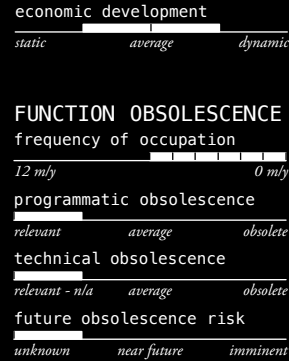 economic development
static average dynamic
FUNCTION OBSOLESCENCE
frequency of occupation
12 m/y 0 m/y
programmatic obsolescence
relevant average obsolete
technical obsolescence
relevant - n/a average obsolete
future obsolescence risk
unknown near future imminent